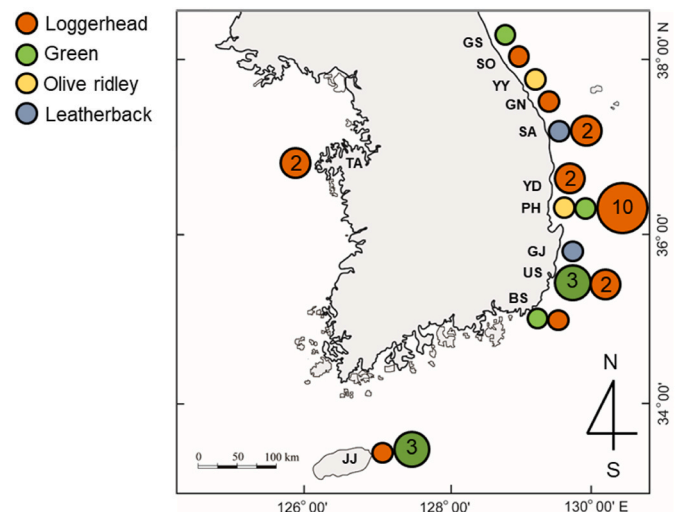 Loggerhead
Green
Olive ridley
Leatherback
GS
SO
YY
GN
SA
2
TA
2
YD
2
PH
10
GJ
US
3
2
BS
JJ
3
0 50 100 km
N
S
38° 00' N
36° 00'
34° 00'
126° 00'
128° 00'
130° 00' E